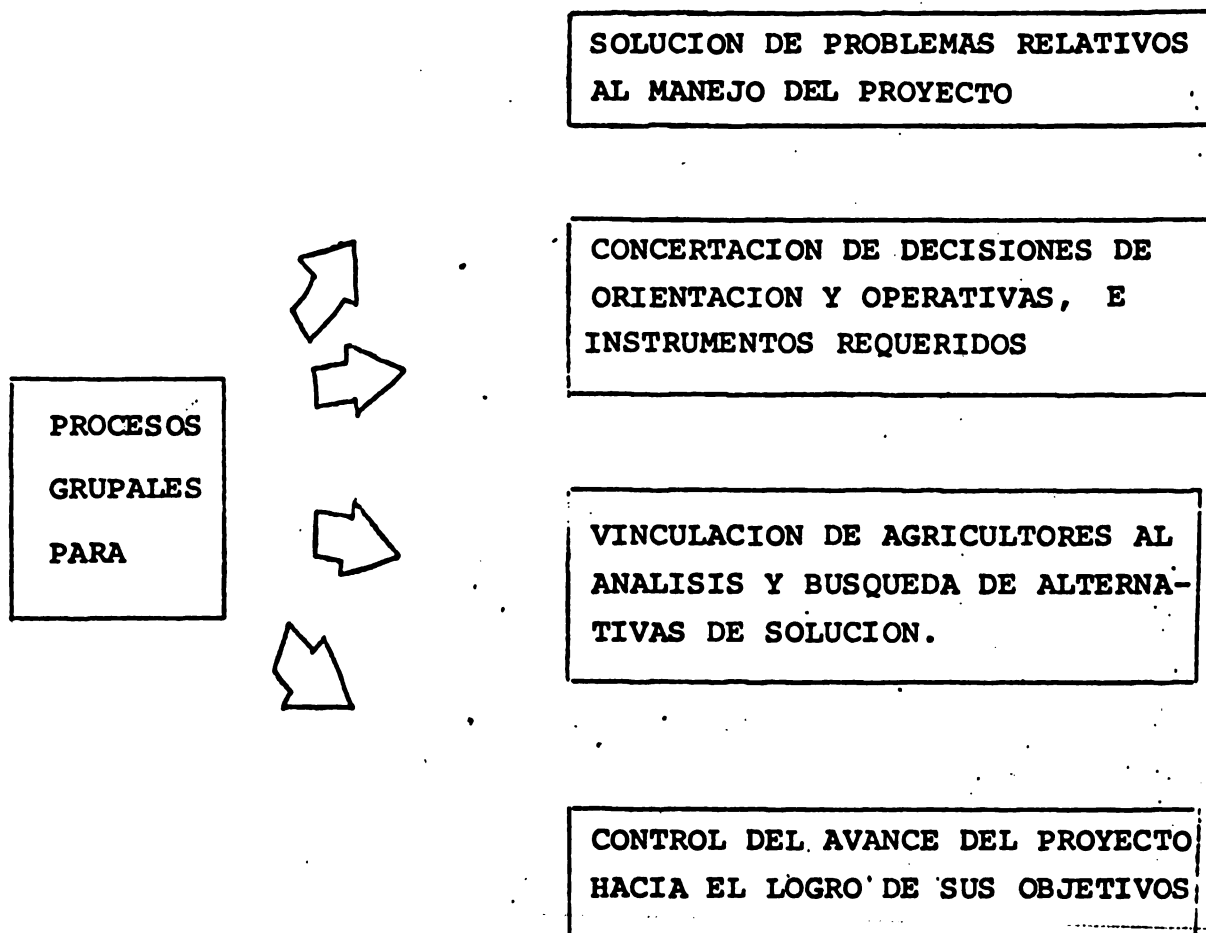 PROCESOS
GRUPALES
PARA
SOLUCION DE PROBLEMAS RELATIVOS
AL MANEJO DEL PROYECTO
CONCERTACION DE DECISIONES DE
ORIENTACION Y OPERATIVAS, E
INSTRUMENTOS REQUERIDOS
VINCULACION DE AGRICULTORES AL
ANALISIS Y BUSQUEDA DE ALTERNA-
TIVAS DE SOLUCION.
CONTROL DEL AVANCE DEL PROYECTO
HACIA EL LOGRO DE SUS OBJETIVOS